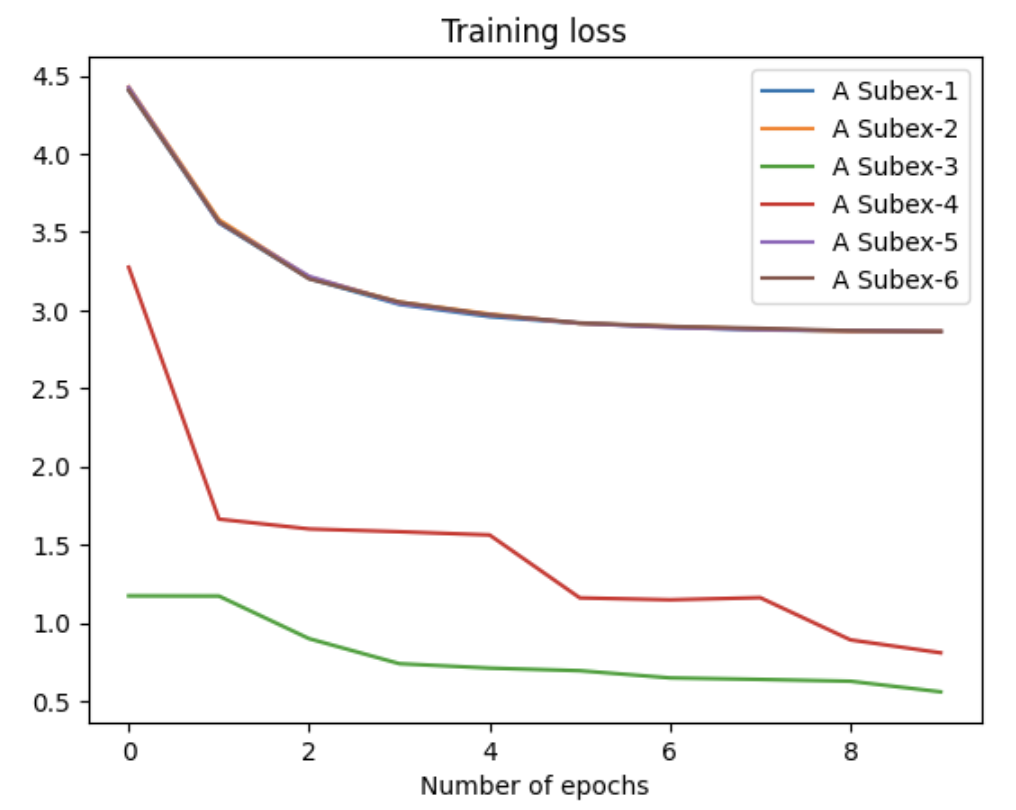 Training loss
4.5
4.0
3.5
3.0
2.5
2.0
1.5
1.0
0.5
A Subex-1
A Subex-2
A Subex-3
A Subex-4
A Subex-5
A Subex-6
0 2 4 6 8
Number of epochs